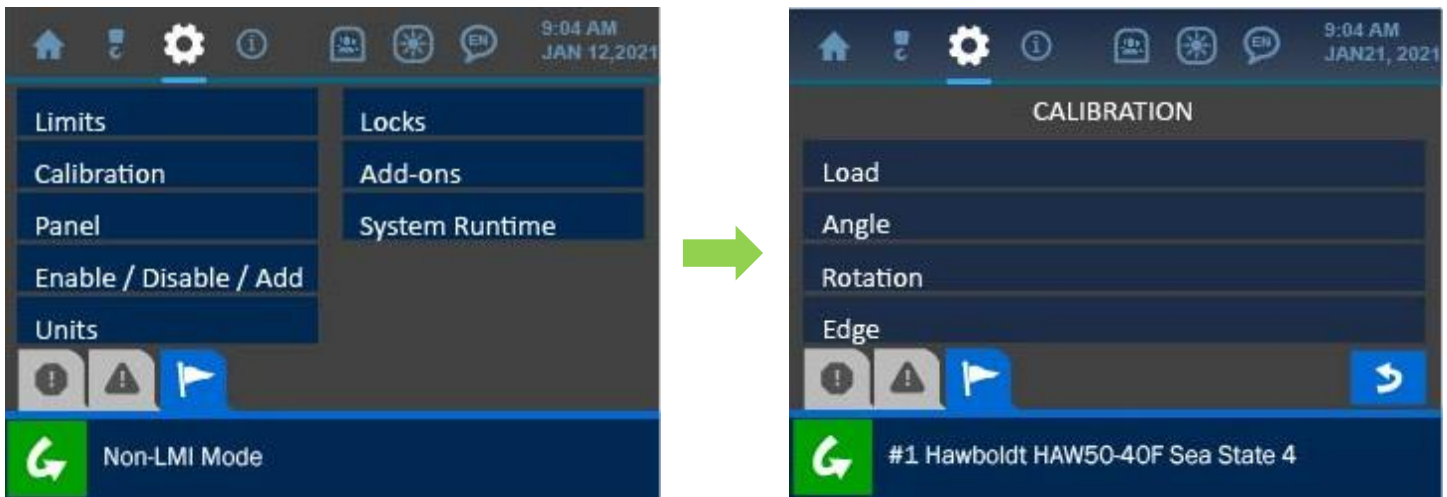 EN
9:04 AM
JAN 12,2021
Limits
Locks
Calibration
Add-ons
Panel
System Runtime
Enable / Disable / Add
Units
Non-LMI Mode
EN
9:04 AM
JAN21, 2021
CALIBRATION
Load
Angle
Rotation
Edge
#1 Hawboldt HAW50-40F Sea State 4